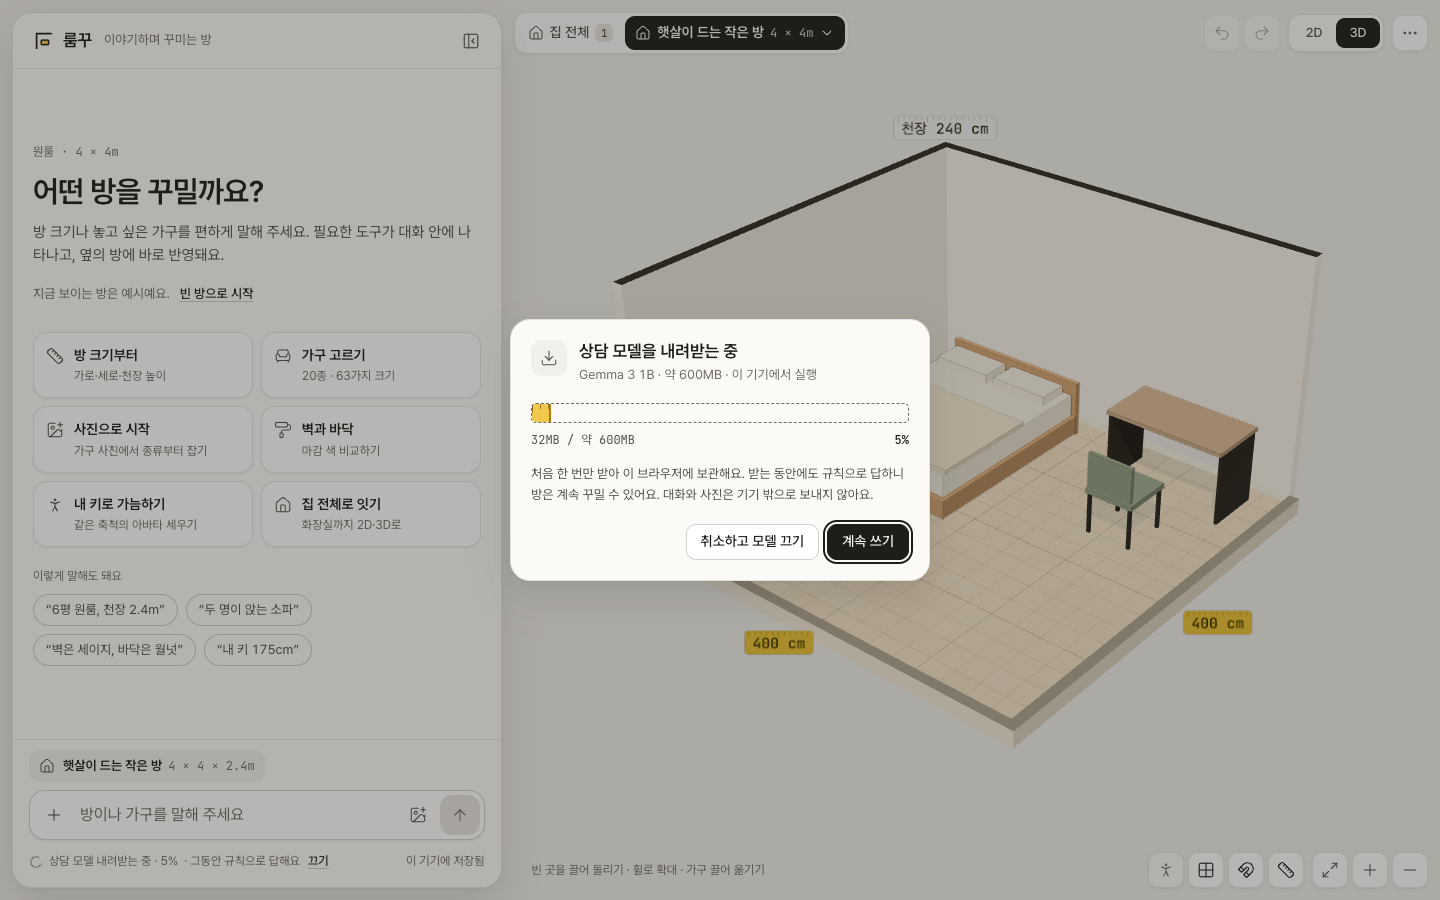 룸꾸 이야기하며 꾸미는 방
집 전체 1
햇살이 드는 작은 방 4 × 4m
2D 3D
원룸 · 4 × 4m
어떤 방을 꾸밀까요?
방 크기나 놓고 싶은 가구를 편하게 말해 주세요. 필요한 도구가 대화 안에 나
타나고, 옆의 방에 바로 반영돼요.
지금 보이는 방은 예시예요. 빈 방으로 시작
방 크기부터
가로·세로·천장 높이
가구 고르기
20종 · 63가지 크기
사진으로 시작
가구 사진에서 종류부터 잡기
벽과 바닥
마감 색 비교하기
내 키로 가늠하기
같은 축척의 아바타 세우기
집 전체로 잇기
화장실까지 2D·3D로
이렇게 말해도 돼요
“6평 원룸, 천장 2.4m”
“두 명이 앉는 소파”
“벽은 세이지, 바닥은 월넛”
“내 키 175cm”
햇살이 드는 작은 방 4 × 4 × 2.4m
방이나 가구를 말해 주세요
상담 모델 내려받는 중 · 5% · 그동안 규칙으로 답해요 끄기
이 기기에 저장됨
천장 240 cm
상담 모델을 내려받는 중
Gemma 3 1B · 약 600MB · 이 기기에서 실행
32MB / 약 600MB 5%
처음 한 번만 받아 이 브라우저에 보관해요. 받는 동안에도 규칙으로 답하니
방은 계속 꾸밀 수 있어요. 대화와 사진은 기기 밖으로 보내지 않아요.
취소하고 모델 끄기
계속 쓰기
400 cm
400 cm
빈 곳을 끌어 돌리기 · 휠로 확대 · 가구 끌어 옮기기